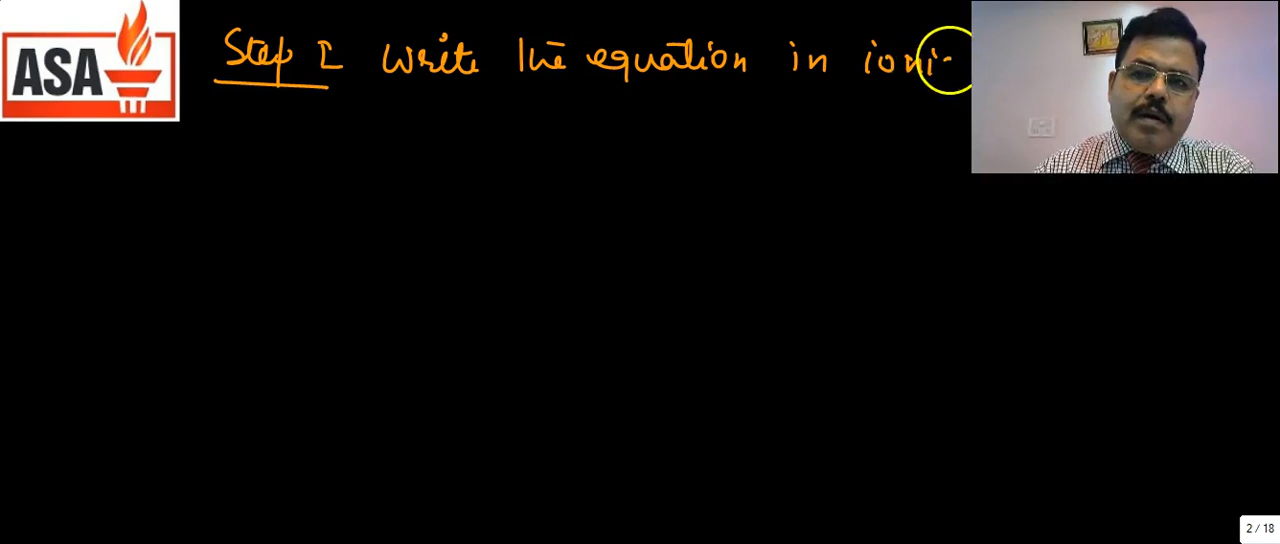 ASA
Step I Write the equation in ioni-
2 / 18